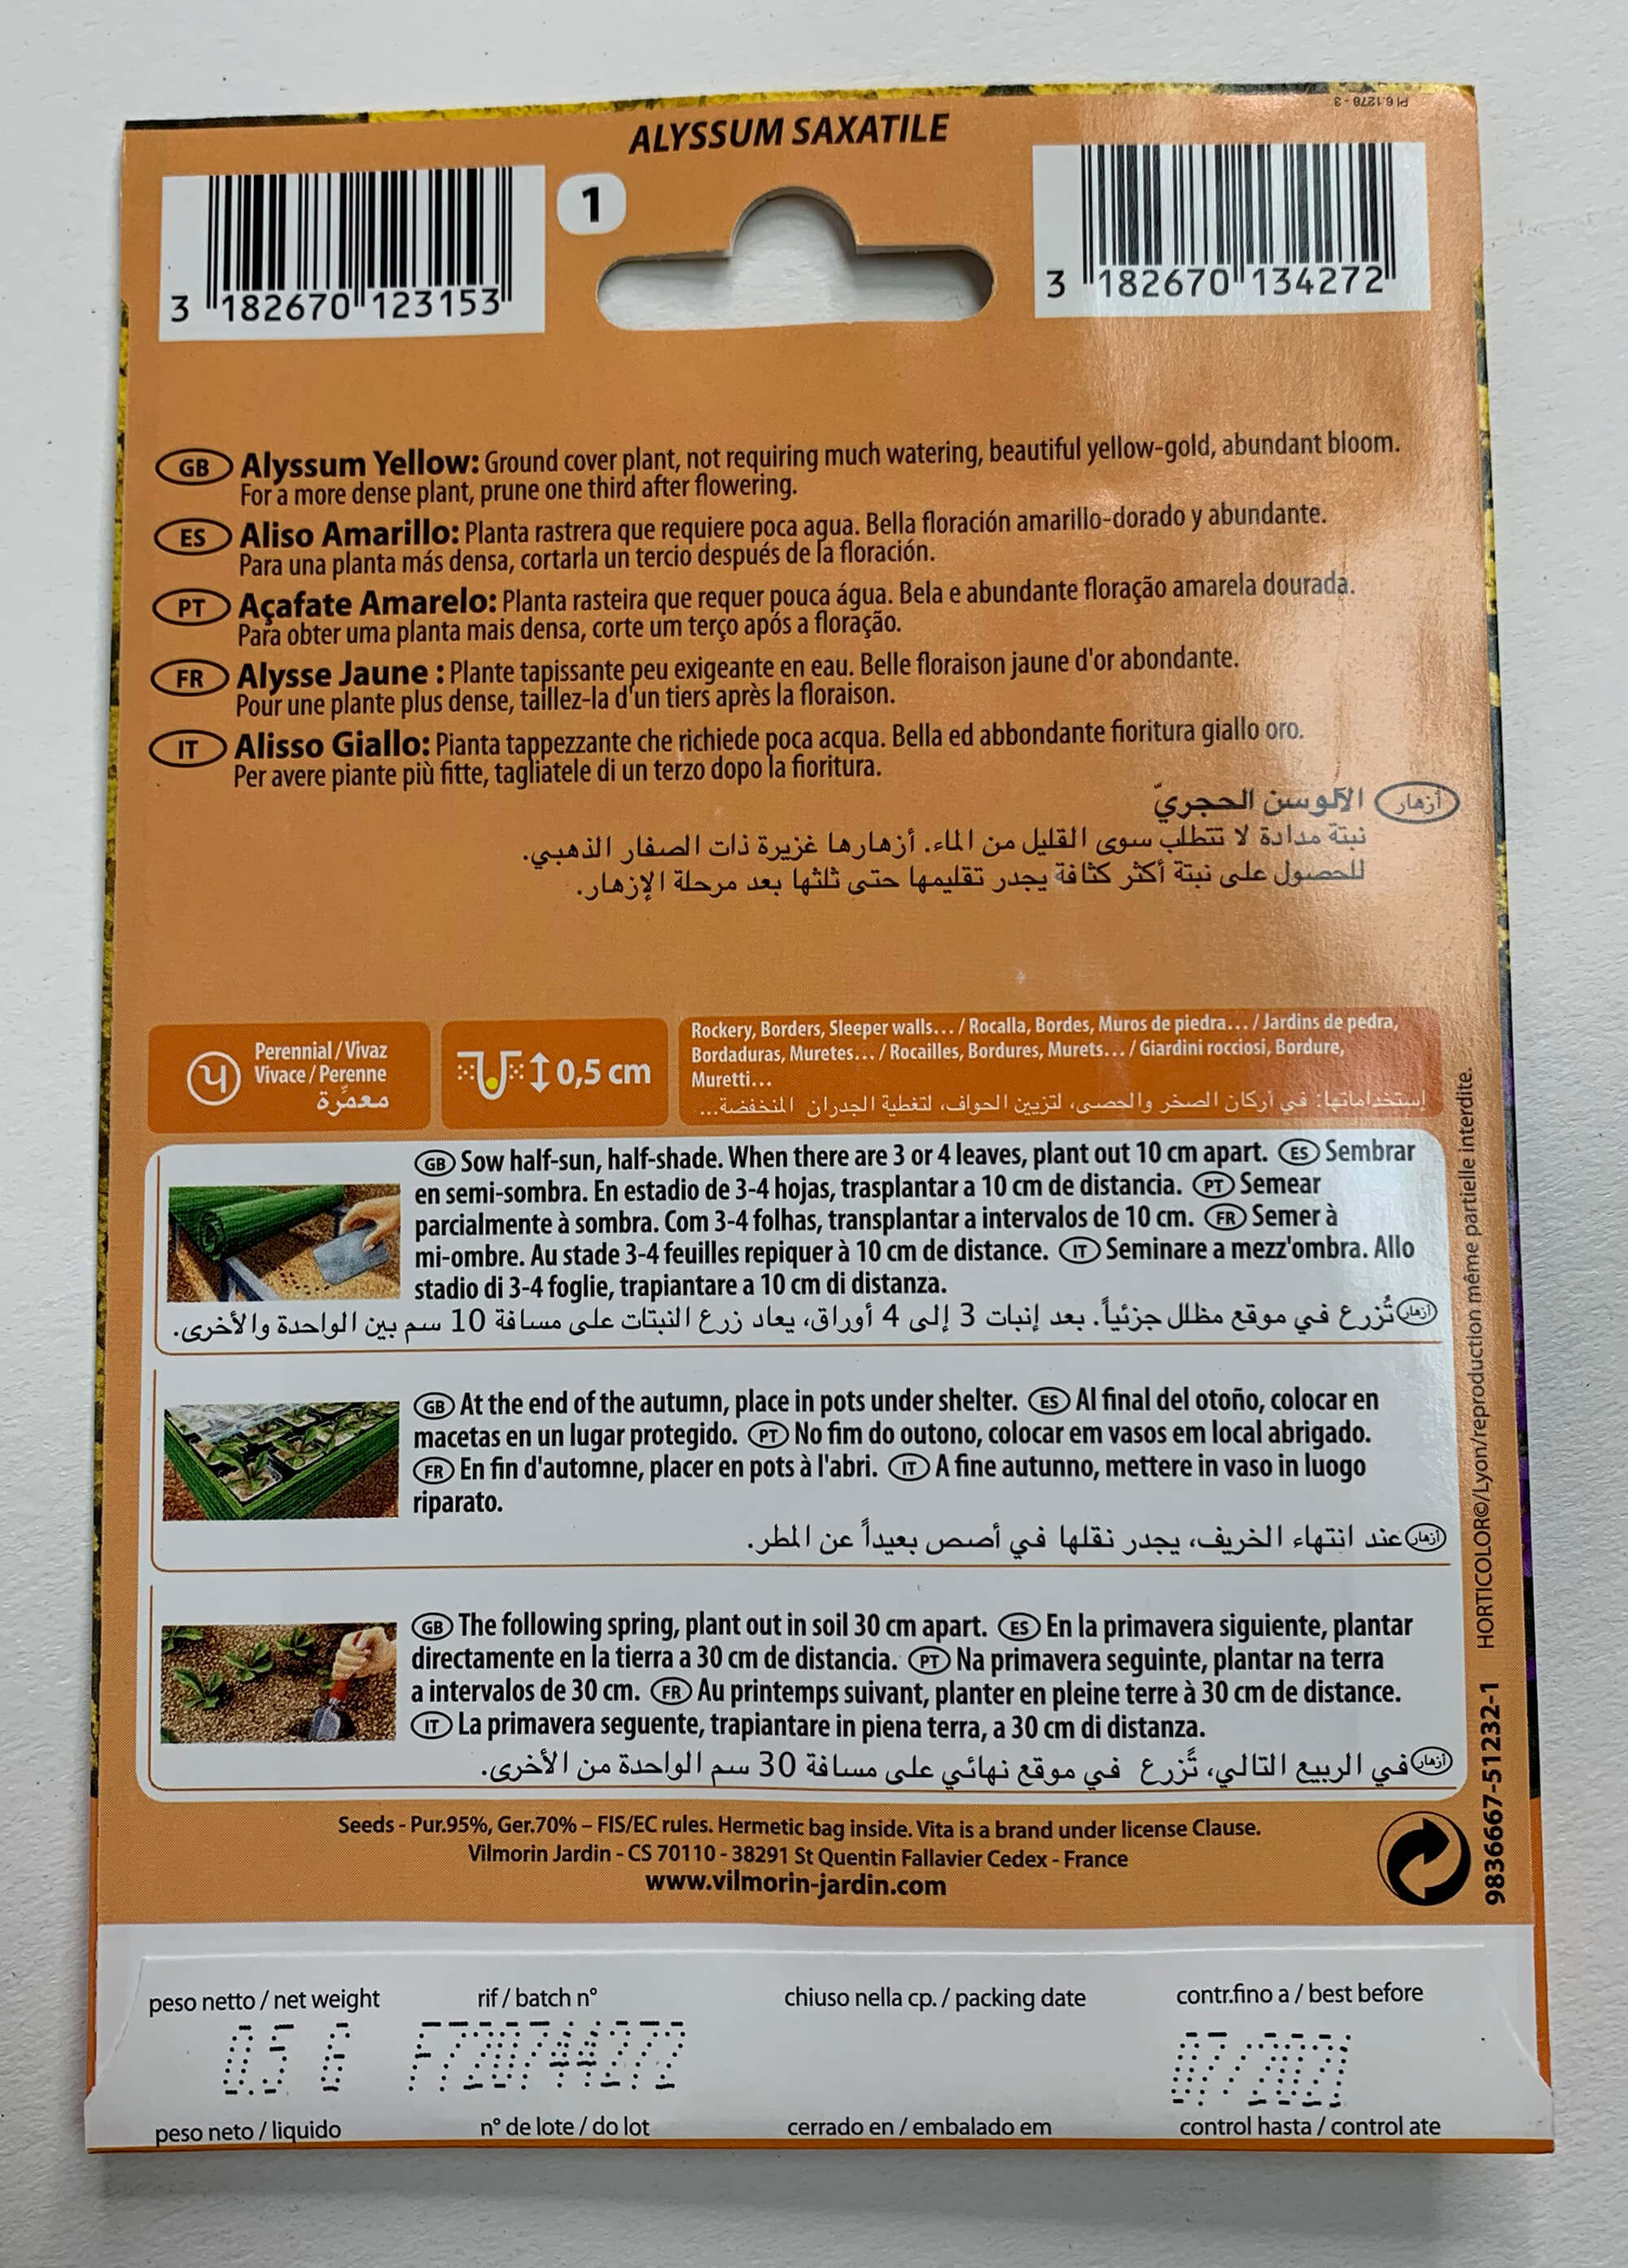 PI 6 1278 - 3
ALYSSUM SAXATILE
1
3 182670 123153
3 182670 134272
GB Alyssum Yellow: Ground cover plant, not requiring much watering, beautiful yellow-gold, abundant bloom.
For a more dense plant, prune one third after flowering.
ES Aliso Amarillo: Planta rastrera que requiere poca agua. Bella floración amarillo-dorado y abundante.
Para una planta más densa, cortarla un tercio después de la floración.
PT Açafate Amarelo: Planta rasteira que requer pouca água. Bela e abundante floração amarela dourada.
Para obter uma planta mais densa, corte um terço após a floração.
FR Alysse Jaune : Plante tapissante peu exigeante en eau. Belle floraison jaune d'or abondante.
Pour une plante plus dense, taillez-la d'un tiers après la floraison.
IT Alisso Giallo: Pianta tappezzante che richiede poca acqua. Bella ed abbondante fioritura giallo oro.
Per avere piante più fitte, tagliatele di un terzo dopo la fioritura.
أزهار الآلوسن الحجريّ
نبتة مدادة لا تتطلب سوى القليل من الماء. أزهارها غزيرة ذات الصفار الذهبي.
للحصول على نبتة أكثر كثافة يجدر تقليمها حتى ثلثها بعد مرحلة الإزهار.
Perennial / Vivaz
Vivace / Perenne
معمّرة
0,5 cm
Rockery, Borders, Sleeper walls... / Rocalla, Bordes, Muros de piedra... / Jardins de pedra,
Bordaduras, Muretes... / Rocailles, Bordures, Murets... / Giardini rocciosi, Bordure,
Muretti...
إستخداماتها: في أركان الصخر والحصى، لتزيين الحواف، لتغطية الجدران المنخفضة...
GB Sow half-sun, half-shade. When there are 3 or 4 leaves, plant out 10 cm apart. ES Sembrar
en semi-sombra. En estadio de 3-4 hojas, trasplantar a 10 cm de distancia. PT Semear
parcialmente à sombra. Com 3-4 folhas, transplantar a intervalos de 10 cm. FR Semer à
mi-ombre. Au stade 3-4 feuilles repiquer à 10 cm de distance. IT Seminare a mezz'ombra. Allo
stadio di 3-4 foglie, trapiantare a 10 cm di distanza.
أزهار تُزرع في موقع مظلل جزئياً. بعد إنبات 3 إلى 4 أوراق، يعاد زرع النبتات على مسافة 10 سم بين الواحدة والأخرى.
GB At the end of the autumn, place in pots under shelter. ES Al final del otoño, colocar en
macetas en un lugar protegido. PT No fim do outono, colocar em vasos em local abrigado.
FR En fin d'automne, placer en pots à l'abri. IT A fine autunno, mettere in vaso in luogo
riparato.
أزهار عند انتهاء الخريف، يجدر نقلها في أصص بعيداً عن المطر.
GB The following spring, plant out in soil 30 cm apart. ES En la primavera siguiente, plantar
directamente en la tierra a 30 cm de distancia. PT Na primavera seguinte, plantar na terra
a intervalos de 30 cm. FR Au printemps suivant, planter en pleine terre à 30 cm de distance.
IT La primavera seguente, trapiantare in piena terra, a 30 cm di distanza.
أزهار في الربيع التالي، تُزرع في موقع نهائي على مسافة 30 سم الواحدة من الأخرى.
HORTICOLOR©/Lyon/reproduction même partielle interdite.
9836667-51232-1
Seeds - Pur.95%, Ger.70% – FIS/EC rules. Hermetic bag inside. Vita is a brand under license Clause.
Vilmorin Jardin - CS 70110 - 38291 St Quentin Fallavier Cedex - France
www.vilmorin-jardin.com
peso netto / net weight
rif / batch n°
chiuso nella cp. / packing date
contr.fino a / best before
0.5 G
F720744272
07/2021
peso neto / liquido
n° de lote / do lot
cerrado en / embalado em
control hasta / control ate